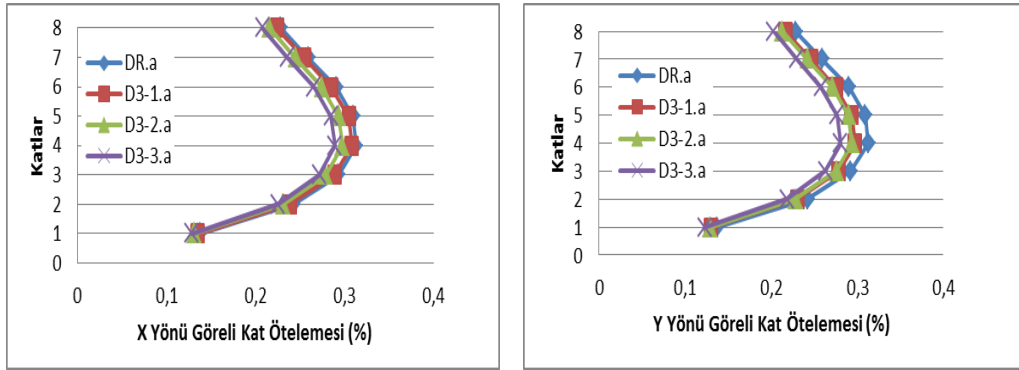 8
7
6
5
4
3
2
1
0
Katlar
DR.a
D3-1.a
D3-2.a
D3-3.a
0 0,1 0,2 0,3 0,4
X Yönü Göreli Kat Ötelemesi (%)
8
7
6
5
4
3
2
1
0
Katlar
DR.a
D3-1.a
D3-2.a
D3-3.a
0 0,1 0,2 0,3 0,4
Y Yönü Göreli Kat Ötelemesi (%)